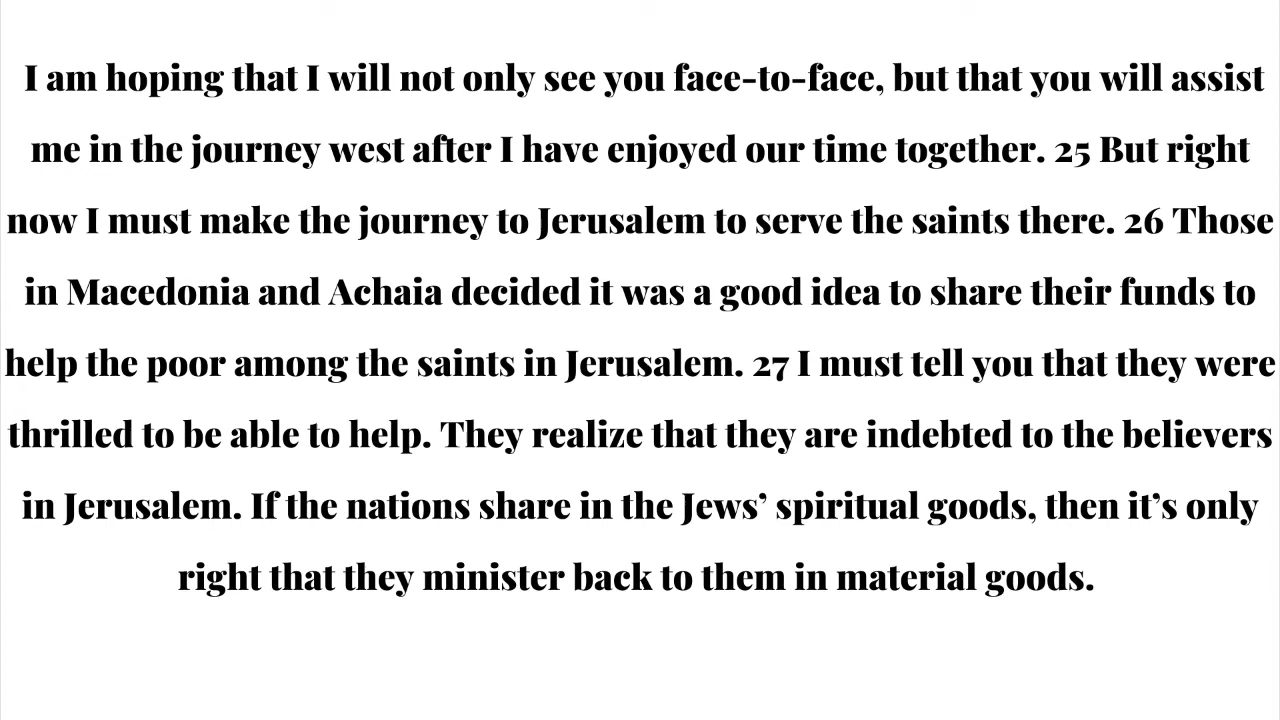 I am hoping that I will not only see you face-to-face, but that you will assist
me in the journey west after I have enjoyed our time together. 25 But right
now I must make the journey to Jerusalem to serve the saints there. 26 Those
in Macedonia and Achaia decided it was a good idea to share their funds to
help the poor among the saints in Jerusalem. 27 I must tell you that they were
thrilled to be able to help. They realize that they are indebted to the believers
in Jerusalem. If the nations share in the Jews’ spiritual goods, then it’s only
right that they minister back to them in material goods.